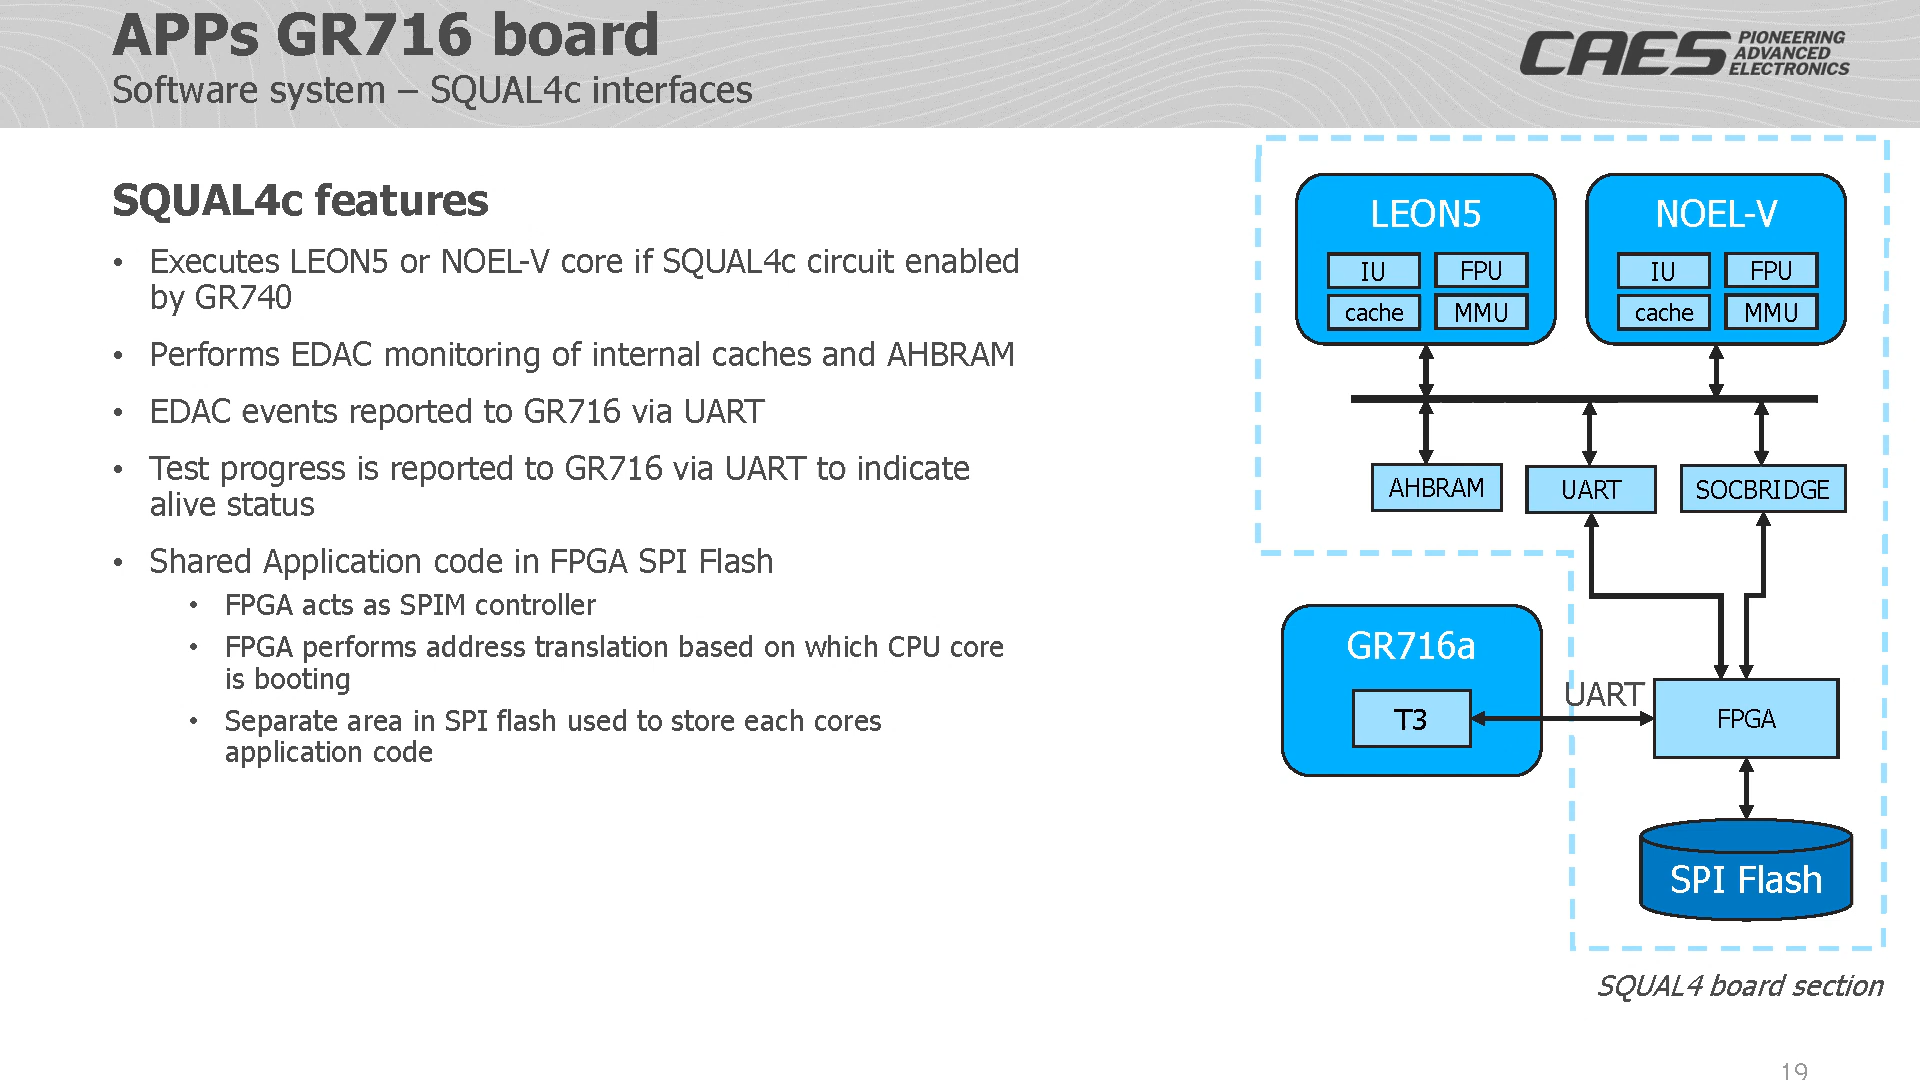 APPs GR716 board
Software system – SQUAL4c interfaces
CAES PIONEERING
ADVANCED
ELECTRONICS
SQUAL4c features
• Executes LEON5 or NOEL-V core if SQUAL4c circuit enabled
by GR740
• Performs EDAC monitoring of internal caches and AHBRAM
• EDAC events reported to GR716 via UART
• Test progress is reported to GR716 via UART to indicate
alive status
• Shared Application code in FPGA SPI Flash
• FPGA acts as SPIM controller
• FPGA performs address translation based on which CPU core
is booting
• Separate area in SPI flash used to store each cores
application code
LEON5
IU FPU
cache MMU
NOEL-V
IU FPU
cache MMU
AHBRAM
UART
SOCBRIDGE
GR716a
T3
UART
FPGA
SPI Flash
SQUAL4 board section
19